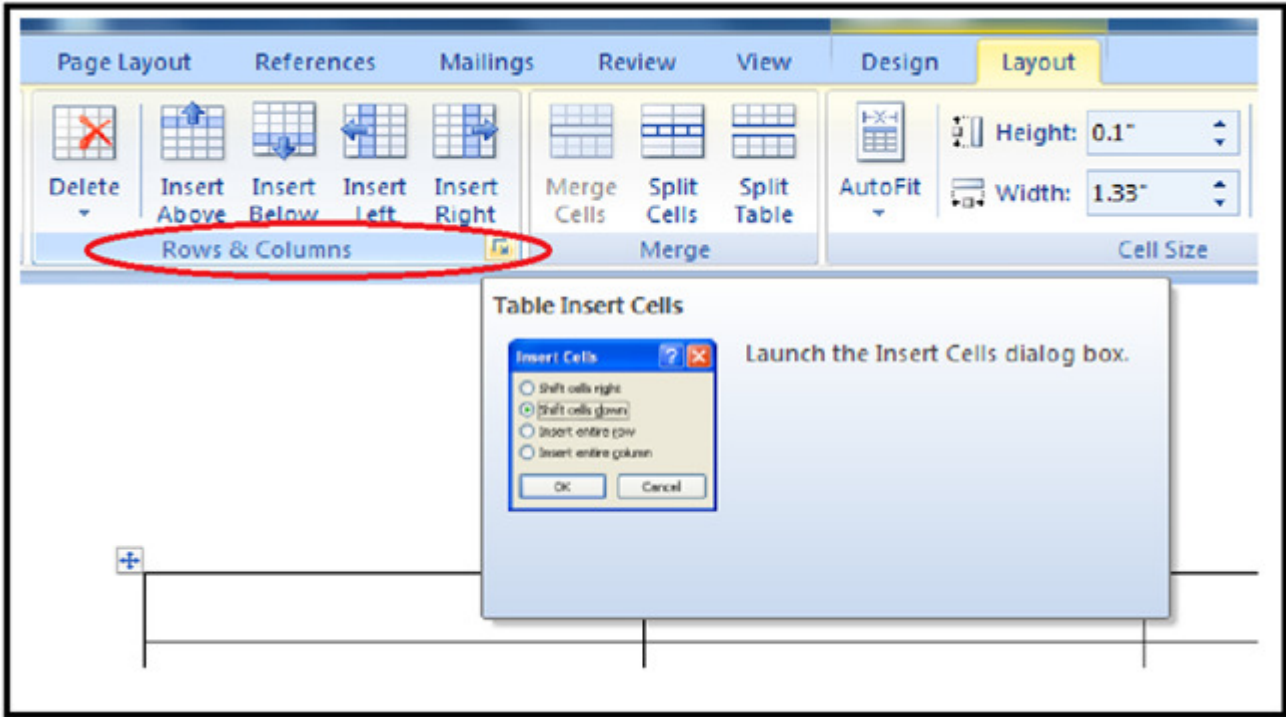 Page Layout References Mailings Review View Design Layout
Delete Insert Above Insert Below Insert Left Insert Right Merge Cells Split Cells Split Table AutoFit
Height: 0.1"
Width: 1.33"
Rows & Columns Merge Cell Size
Table Insert Cells
Launch the Insert Cells dialog box.
Insert Cells
Shift cells right
Shift cells down
Insert entire row
Insert entire column
OK Cancel